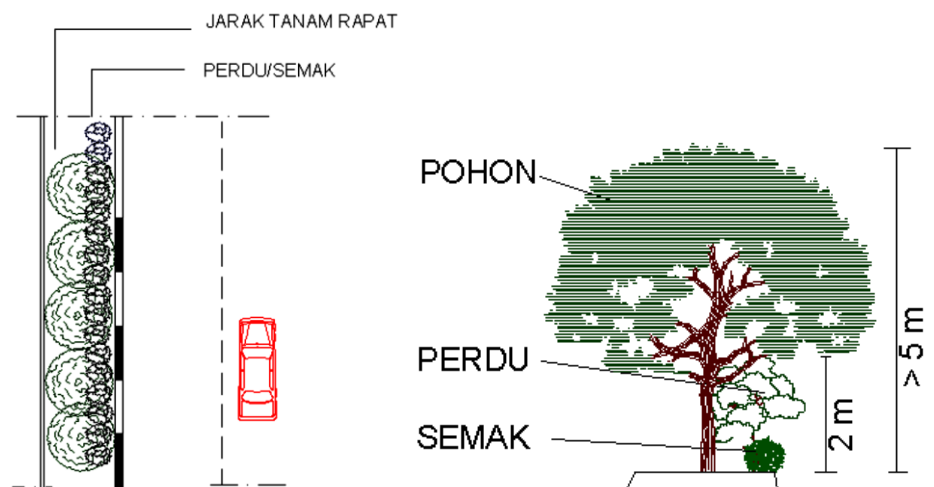 JARAK TANAM RAPAT
PERDU/SEMAK
POHON
PERDU
SEMAK
2 m
> 5 m